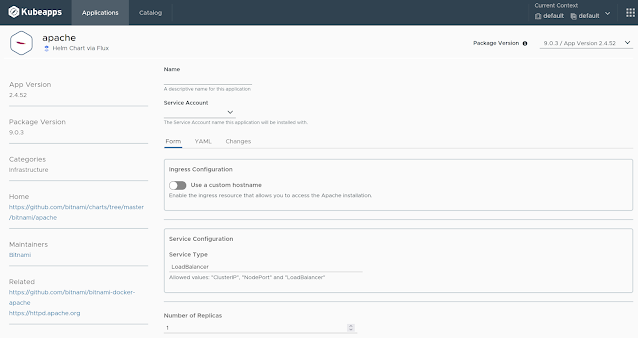 Kubeapps
Applications
Catalog
Current Context
default
default
apache
Helm Chart via Flux
Package Version
9.0.3 / App Version 2.4.52
App Version
2.4.52
Package Version
9.0.3
Categories
Infrastructure
Home
https://github.com/bitnami/charts/tree/master
/bitnami/apache
Maintainers
Bitnami
Related
https://github.com/bitnami/bitnami-docker-
apache
https://httpd.apache.org
Name
A descriptive name for this application
Service Account
The Service Account name this application will be installed with.
Form
YAML
Changes
Ingress Configuration
Use a custom hostname
Enable the ingress resource that allows you to access the Apache installation.
Service Configuration
Service Type
LoadBalancer
Allowed values: "ClusterIP", "NodePort" and "LoadBalancer"
Number of Replicas
1